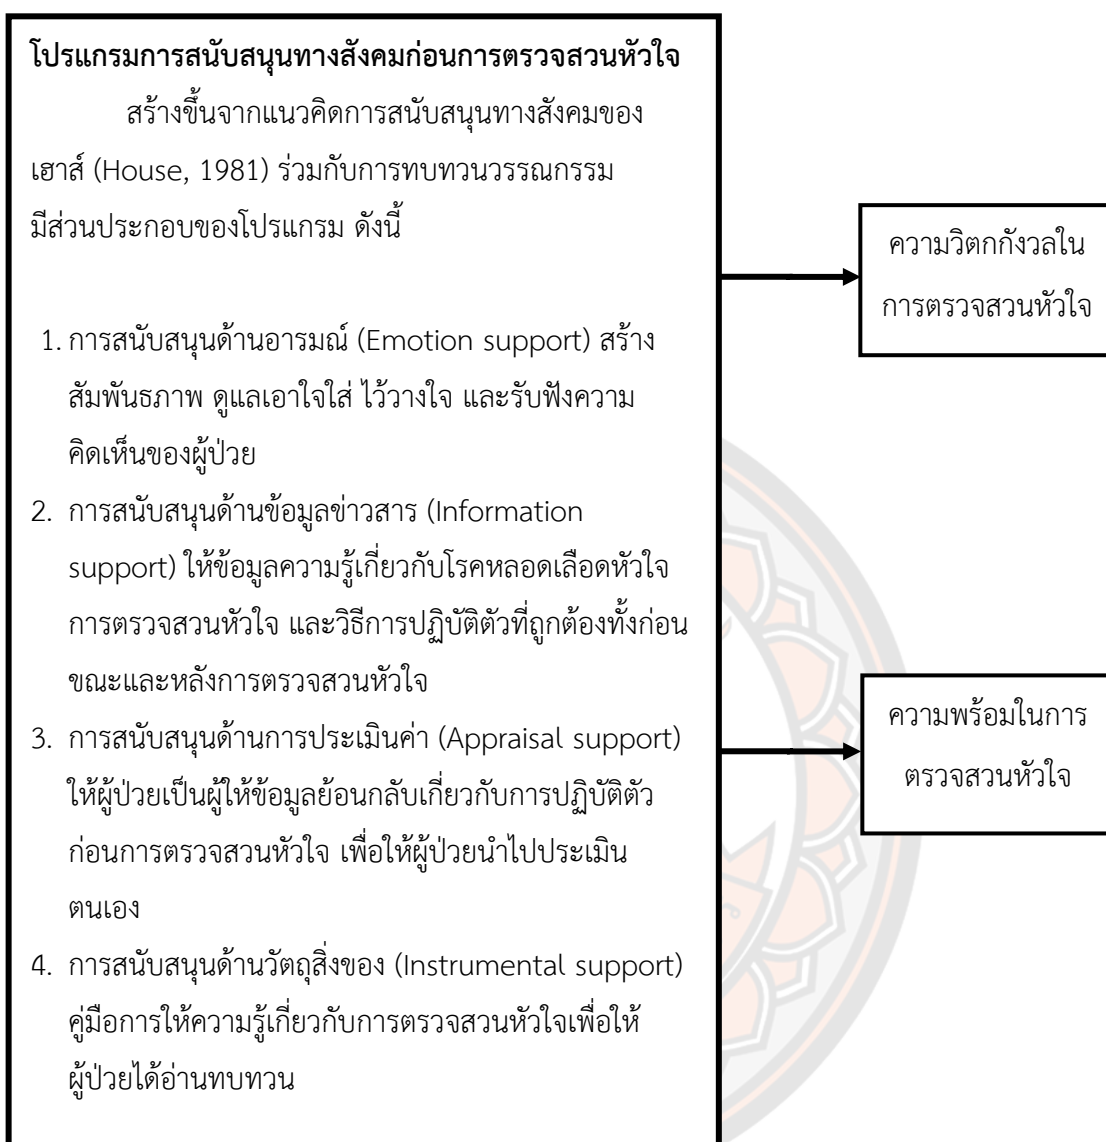 โปรแกรมการสนับสนุนทางสังคมก่อนการตรวจสวนหัวใจ
สร้างขึ้นจากแนวคิดการสนับสนุนทางสังคมของ
เฮาส์ (House, 1981) ร่วมกับการทบทวนวรรณกรรม
มีส่วนประกอบของโปรแกรม ดังนี้
1. การสนับสนุนด้านอารมณ์ (Emotion support) สร้าง
สัมพันธภาพ ดูแลเอาใจใส่ ไว้วางใจ และรับฟังความ
คิดเห็นของผู้ป่วย
2. การสนับสนุนด้านข้อมูลข่าวสาร (Information
support) ให้ข้อมูลความรู้เกี่ยวกับโรคหลอดเลือดหัวใจ
การตรวจสวนหัวใจ และวิธีการปฏิบัติตัวที่ถูกต้องทั้งก่อน
ขณะและหลังการตรวจสวนหัวใจ
3. การสนับสนุนด้านการประเมินค่า (Appraisal support)
ให้ผู้ป่วยเป็นผู้ให้ข้อมูลย้อนกลับเกี่ยวกับการปฏิบัติตัว
ก่อนการตรวจสวนหัวใจ เพื่อให้ผู้ป่วยนำไปประเมิน
ตนเอง
4. การสนับสนุนด้านวัตถุสิ่งของ (Instrumental support)
คู่มือการให้ความรู้เกี่ยวกับการตรวจสวนหัวใจเพื่อให้
ผู้ป่วยได้อ่านทบทวน
ความวิตกกังวลใน
การตรวจสวนหัวใจ
ความพร้อมในการ
ตรวจสวนหัวใจ